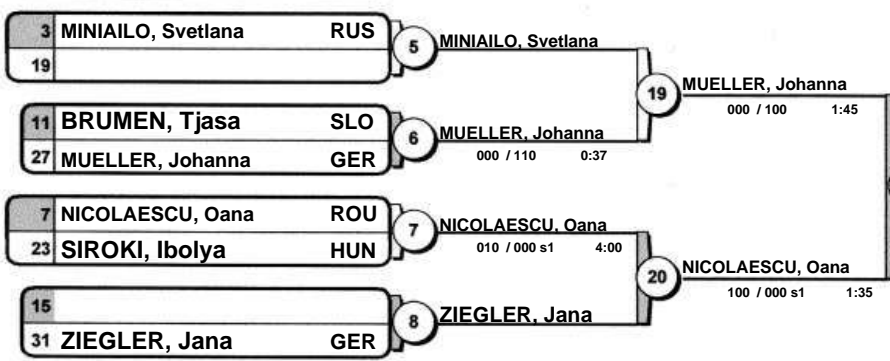 3 MINIAILO, Svetlana RUS
19
5
MINIAILO, Svetlana
11 BRUMEN, Tjasa SLO
27 MUELLER, Johanna GER
6
MUELLER, Johanna
000 / 110 0:37
19
MUELLER, Johanna
000 / 100 1:45
7 NICOLAESCU, Oana ROU
23 SIROKI, Ibolya HUN
7
NICOLAESCU, Oana
010 / 000 s1 4:00
15
31 ZIEGLER, Jana GER
8
ZIEGLER, Jana
20
NICOLAESCU, Oana
100 / 000 s1 1:35